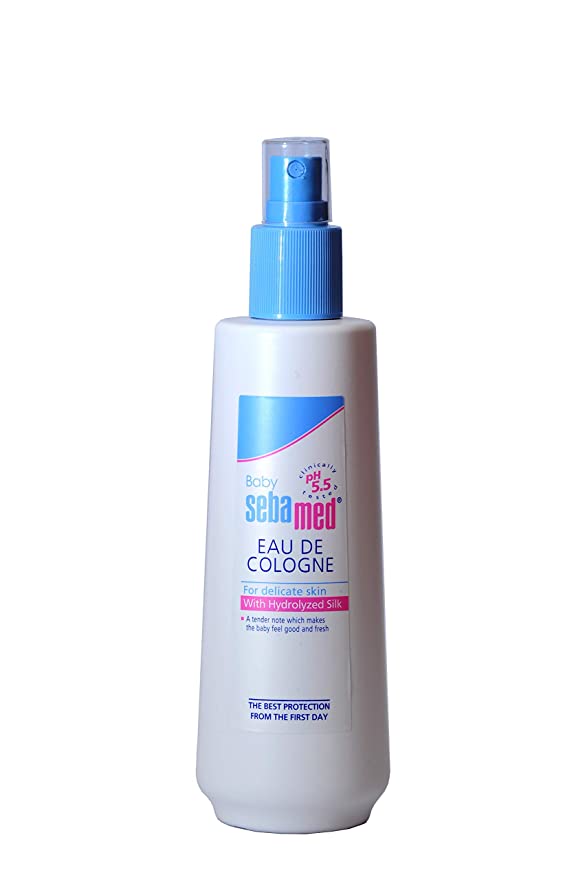 Baby
clinically
pH
5.5
tested
sebamed®
EAU DE
COLOGNE
For delicate skin
With Hydrolyzed Silk
A tender note which makes
the baby feel good and fresh
THE BEST PROTECTION
FROM THE FIRST DAY